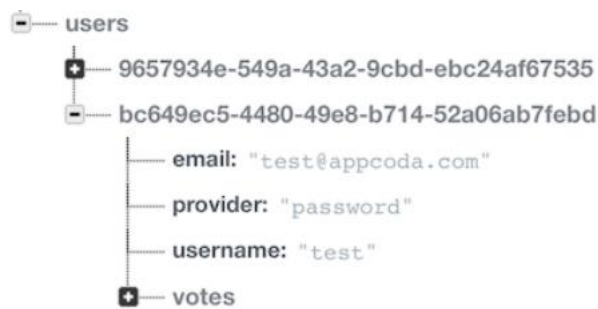 users
9657934e-549a-43a2-9cbd-ebc24af67535
bc649ec5-4480-49e8-b714-52a06ab7febd
email: "test@appcoda.com"
provider: "password"
username: "test"
votes